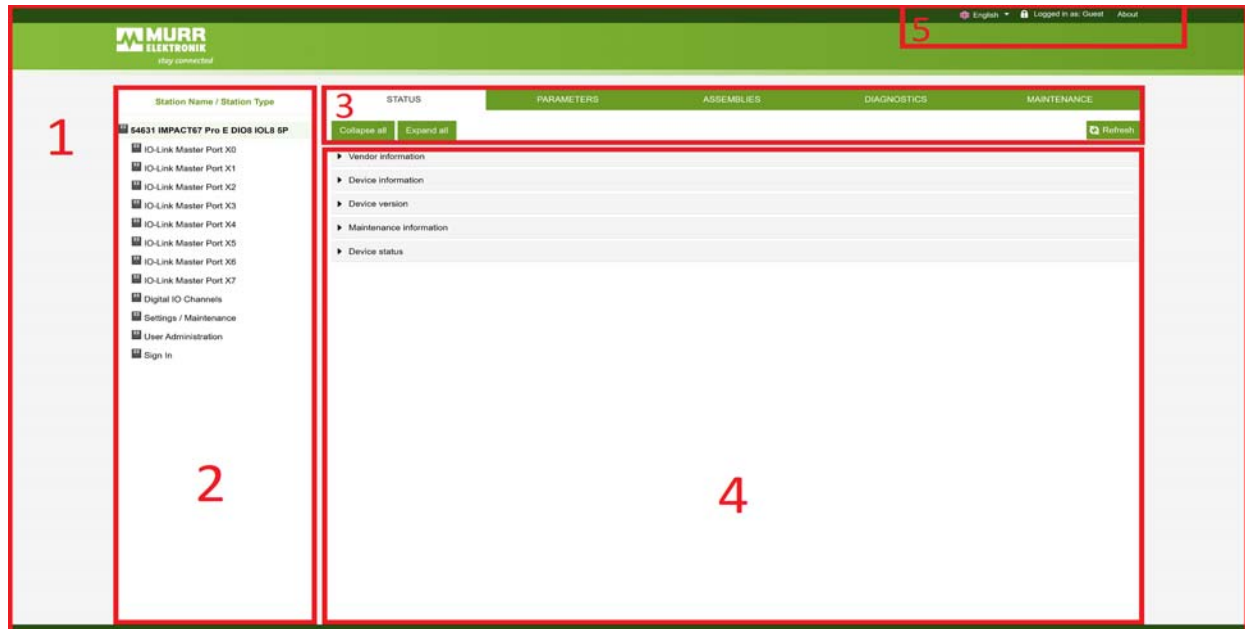 English Logged in as: Guest About
5
MURR
ELEKTRONIK
stay connected
1
Station Name / Station Type
54631 IMPACT67 Pro E DIO8 IOL8 5P
IO-Link Master Port X0
IO-Link Master Port X1
IO-Link Master Port X2
IO-Link Master Port X3
IO-Link Master Port X4
IO-Link Master Port X5
IO-Link Master Port X6
IO-Link Master Port X7
Digital IO Channels
Settings / Maintenance
User Administration
Sign In
2
3
STATUS PARAMETERS ASSEMBLIES DIAGNOSTICS MAINTENANCE
Collapse all Expand all Refresh
Vendor information
Device information
Device version
Maintenance information
Device status
4